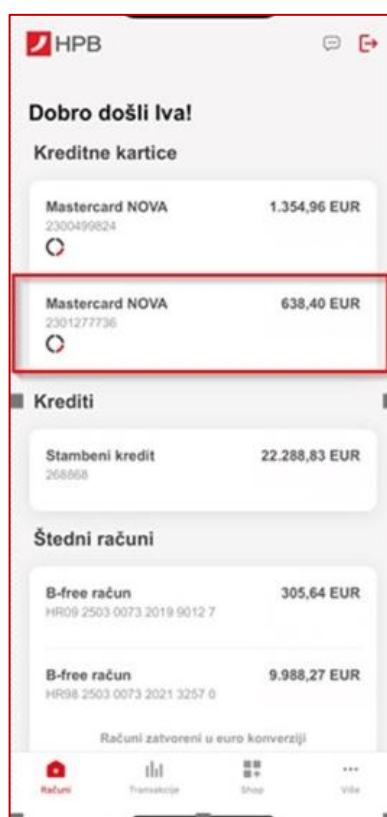 HPB
Dobro došli Iva!
Kreditne kartice
Mastercard NOVA 1.354,96 EUR
2300499824
Mastercard NOVA 638,40 EUR
2301277736
Krediti
Stambeni kredit 22.288,83 EUR
268868
Štedni računi
B-free račun 305,64 EUR
HR09 2503 0073 2019 9012 7
B-free račun 9.988,27 EUR
HR98 2503 0073 2021 3257 0
Računi zatvoreni u euro konverziji
Računi Transakcije Shop Više